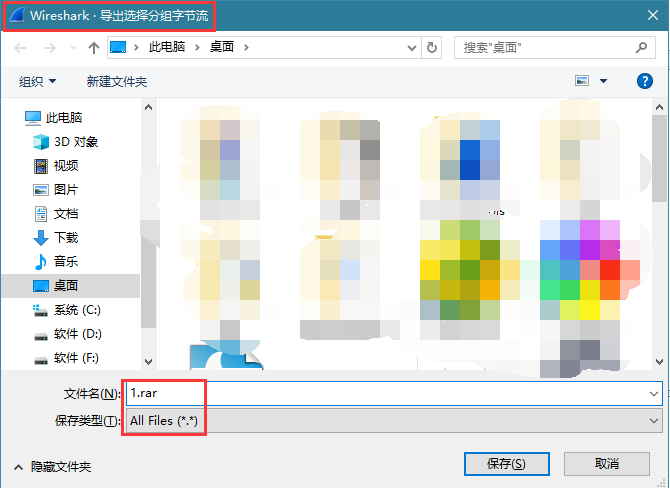 Wireshark · 导出选择分组字节流
此电脑 桌面
搜索"桌面"
组织 新建文件夹
此电脑
3D 对象
视频
图片
文档
下载
音乐
桌面
系统 (C:)
软件 (D:)
软件 (F:)
文件名(N): 1.rar
保存类型(T): All Files (*.*)
隐藏文件夹 保存(S) 取消